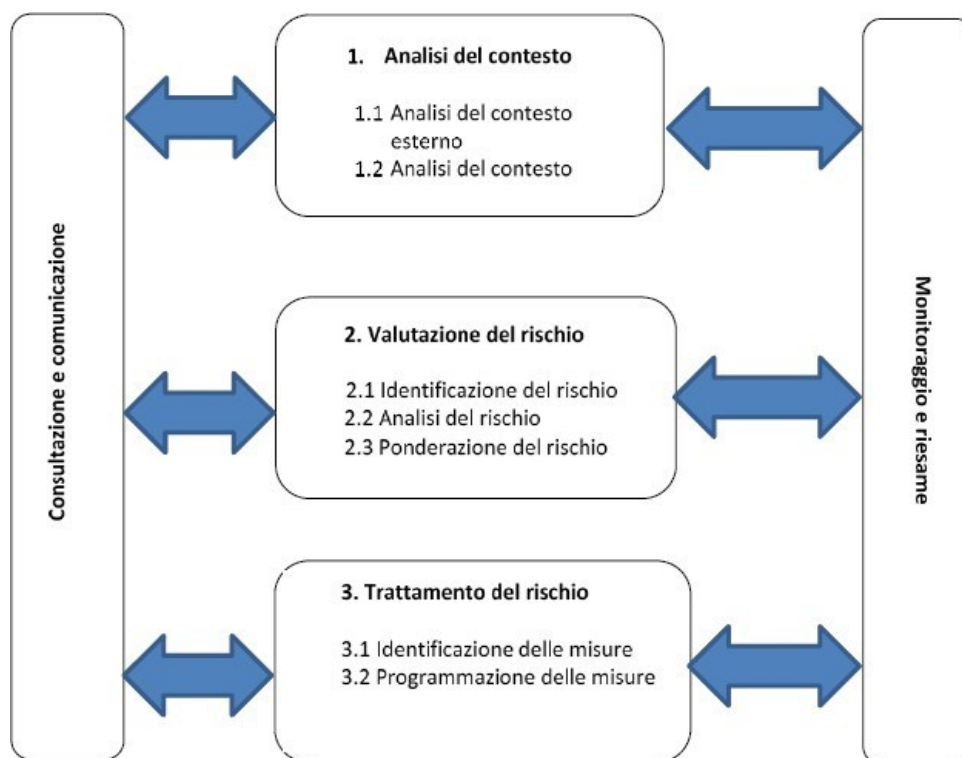 Consultazione e comunicazione
1. Analisi del contesto
1.1 Analisi del contesto
esterno
1.2 Analisi del contesto
2. Valutazione del rischio
2.1 Identificazione del rischio
2.2 Analisi del rischio
2.3 Ponderazione del rischio
3. Trattamento del rischio
3.1 Identificazione delle misure
3.2 Programmazione delle misure
Monitoraggio e riesame